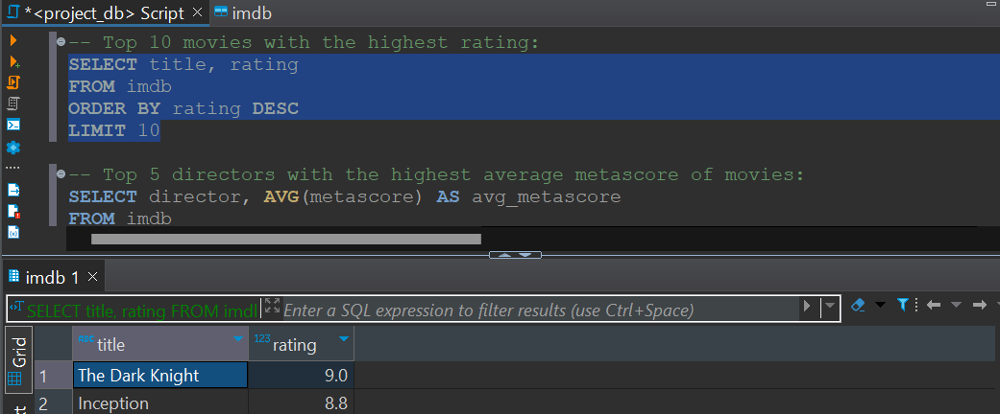 *<project_db> Script
imdb
-- Top 10 movies with the highest rating:
SELECT title, rating
FROM imdb
ORDER BY rating DESC
LIMIT 10
-- Top 5 directors with the highest average metascore of movies:
SELECT director, AVG(metascore) AS avg_metascore
FROM imdb
imdb 1
SELECT title, rating FROM imdl
Enter a SQL expression to filter results (use Ctrl+Space)
Grid
ABC title
123 rating
1 The Dark Knight 9.0
2 Inception 8.8